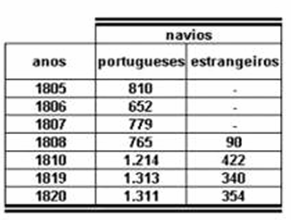 navios
anos portugueses estrangeiros
1805 810 -
1806 652 -
1807 779 -
1808 765 90
1810 1.214 422
1819 1.313 340
1820 1.311 354